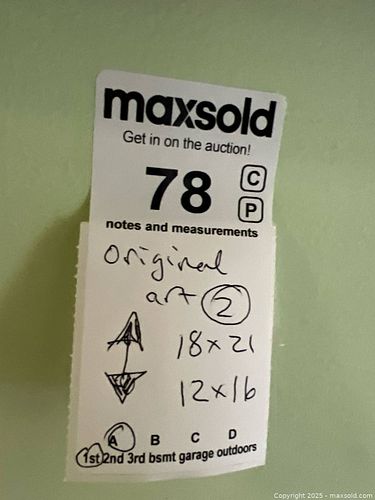 maxsold
Get in on the auction!
78 C
P
notes and measurements
original
art 2
18x21
12x16
A B C D
1st 2nd 3rd bsmt garage outdoors
Copyright 2025 - maxsold.com